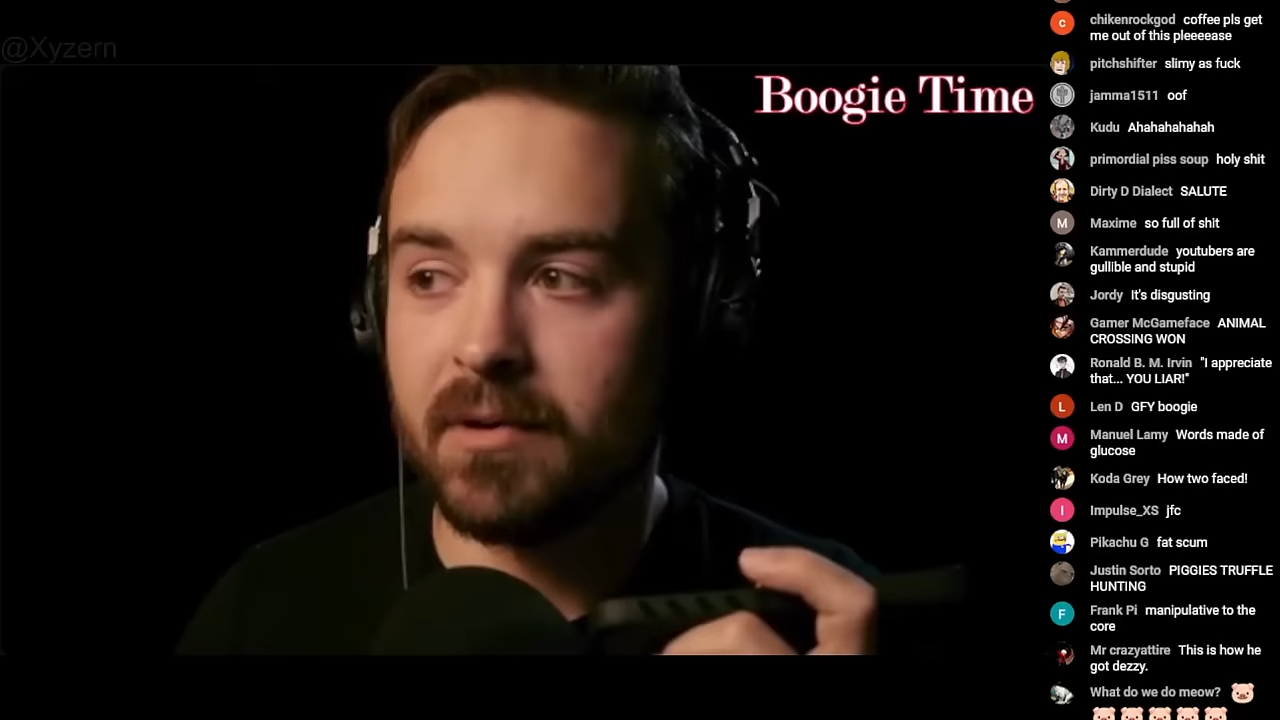 @Xyzern
Boogie Time
chikenrockgod coffee pls get
me out of this pleeeease
pitchshifter slimy as fuck
jamma1511 oof
Kudu Ahahahahahah
primordial piss soup holy shit
Dirty D Dialect SALUTE
M
Maxime so full of shit
Kammerdude youtubers are
gullible and stupid
Jordy It's disgusting
Gamer McGameface ANIMAL
CROSSING WON
Ronald B. M. Irvin "I appreciate
that... YOU LIAR!"
L
Len D GFY boogie
M
Manuel Lamy Words made of
glucose
Koda Grey How two faced!
I
Impulse_XS jfc
Pikachu G fat scum
Justin Sorto PIGGIES TRUFFLE
HUNTING
F
Frank Pi manipulative to the
core
Mr crazyattire This is how he
got dezzy.
What do we do meow?